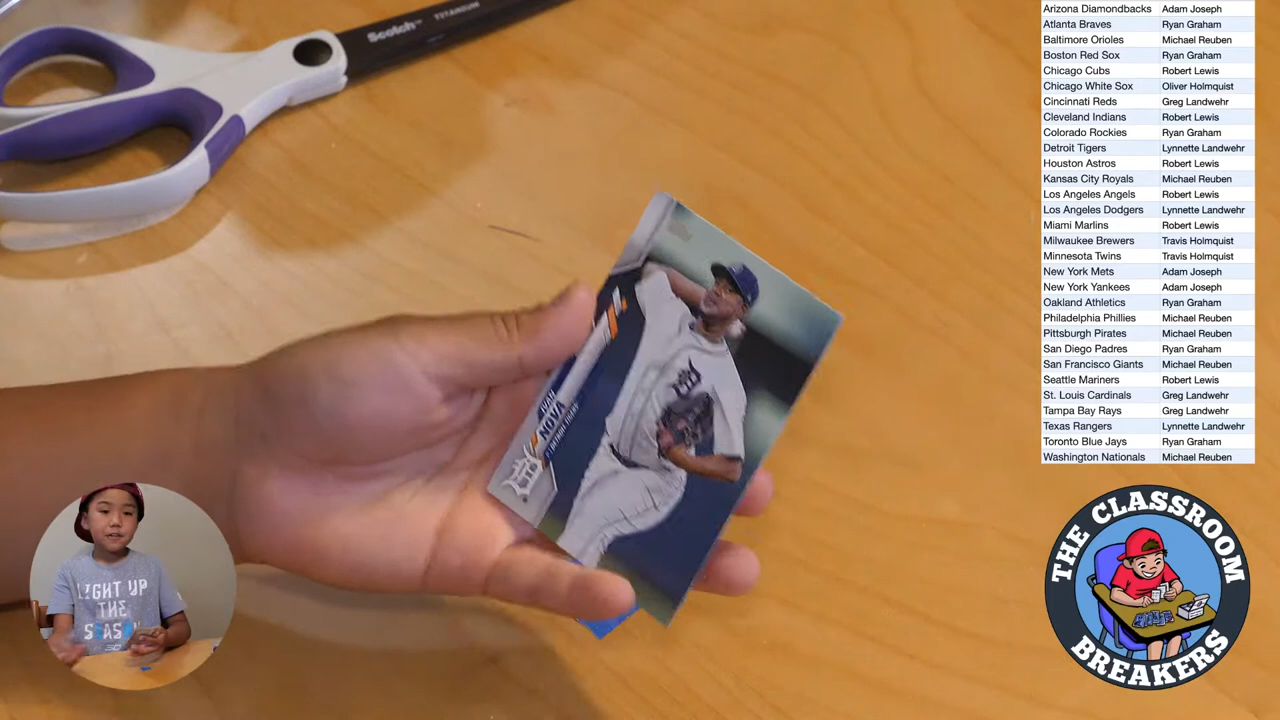 Scotch™ TITANIUM
IVAN
NOVA
DETROIT TIGERS
LIGHT UP
THE
SEASON
Arizona Diamondbacks Adam Joseph
Atlanta Braves Ryan Graham
Baltimore Orioles Michael Reuben
Boston Red Sox Ryan Graham
Chicago Cubs Robert Lewis
Chicago White Sox Oliver Holmquist
Cincinnati Reds Greg Landwehr
Cleveland Indians Robert Lewis
Colorado Rockies Ryan Graham
Detroit Tigers Lynnette Landwehr
Houston Astros Robert Lewis
Kansas City Royals Michael Reuben
Los Angeles Angels Robert Lewis
Los Angeles Dodgers Lynnette Landwehr
Miami Marlins Robert Lewis
Milwaukee Brewers Travis Holmquist
Minnesota Twins Travis Holmquist
New York Mets Adam Joseph
New York Yankees Adam Joseph
Oakland Athletics Ryan Graham
Philadelphia Phillies Michael Reuben
Pittsburgh Pirates Michael Reuben
San Diego Padres Ryan Graham
San Francisco Giants Michael Reuben
Seattle Mariners Robert Lewis
St. Louis Cardinals Greg Landwehr
Tampa Bay Rays Greg Landwehr
Texas Rangers Lynnette Landwehr
Toronto Blue Jays Ryan Graham
Washington Nationals Michael Reuben
THE CLASSROOM
BREAKERS